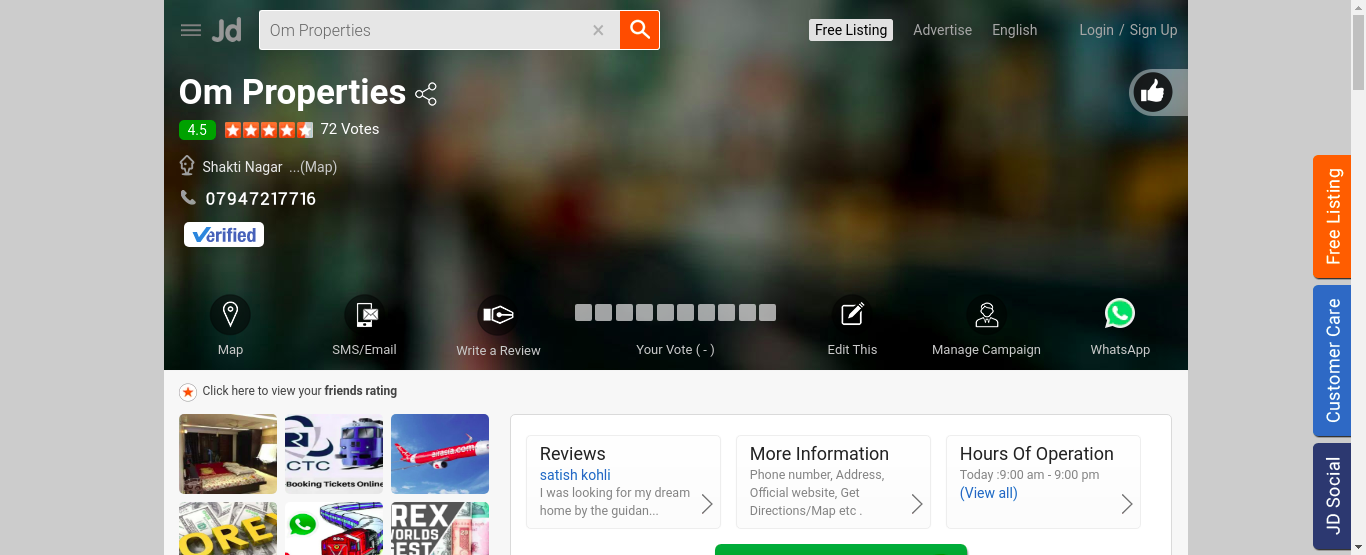 Jd
Om Properties
Free Listing
Advertise
English
Login / Sign Up
Om Properties
4.5
72 Votes
Shakti Nagar ...(Map)
07947217716
Verified
Map
SMS/Email
Write a Review
Your Vote ( - )
Edit This
Manage Campaign
WhatsApp
Free Listing
Customer Care
JD Social
Click here to view your friends rating
CTC
Booking Tickets Online
airasia.com
OREX
REX
Reviews
satish kohli
I was looking for my dream
home by the guidan...
More Information
Phone number, Address,
Official website, Get
Directions/Map etc .
Hours Of Operation
Today :9:00 am - 9:00 pm
(View all)